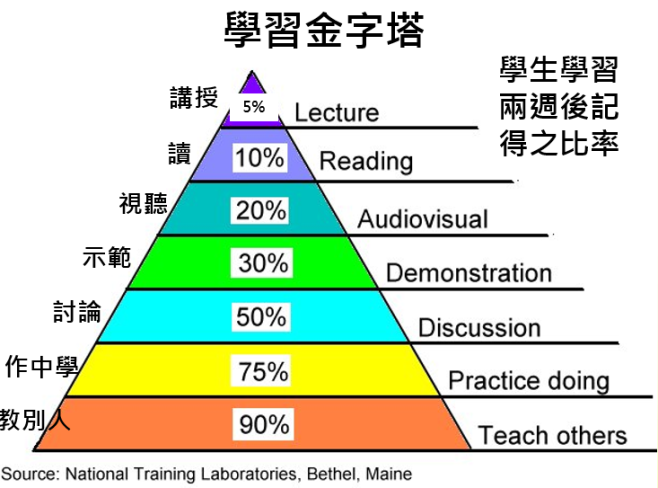 學習金字塔
學生學習
兩週後記
得之比率
講授 5% Lecture
讀 10% Reading
視聽 20% Audiovisual
示範 30% Demonstration
討論 50% Discussion
作中學 75% Practice doing
教別人 90% Teach others
Source: National Training Laboratories, Bethel, Maine